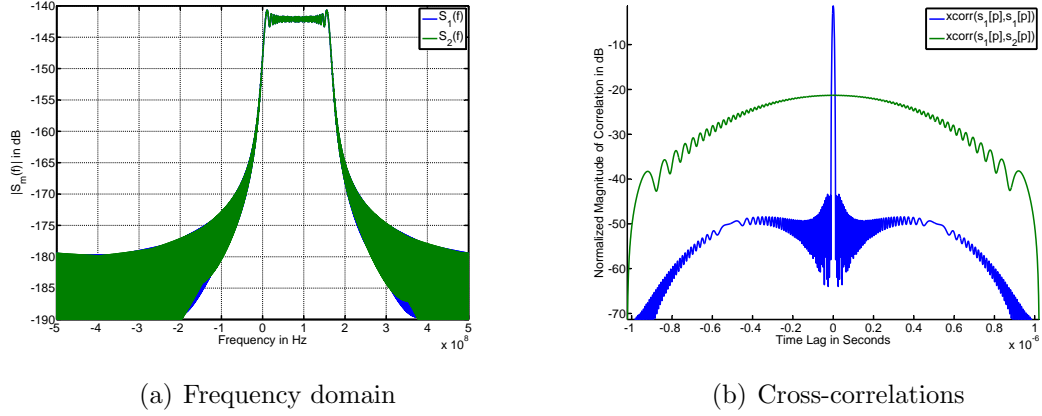 -140
-145
-150
-155
-160
-165
-170
-175
-180
-185
-190
|S_m(f)| in dB
S_1(f)
S_2(f)
-5 -4 -3 -2 -1 0 1 2 3 4 5
x 10^8
Frequency in Hz
(a) Frequency domain
-10
-20
-30
-40
-50
-60
-70
Normalized Magnitude of Correlation in dB
xcorr(s_1[p],s_1[p])
xcorr(s_1[p],s_2[p])
-1 -0.8 -0.6 -0.4 -0.2 0 0.2 0.4 0.6 0.8 1
x 10^-6
Time Lag in Seconds
(b) Cross-correlations